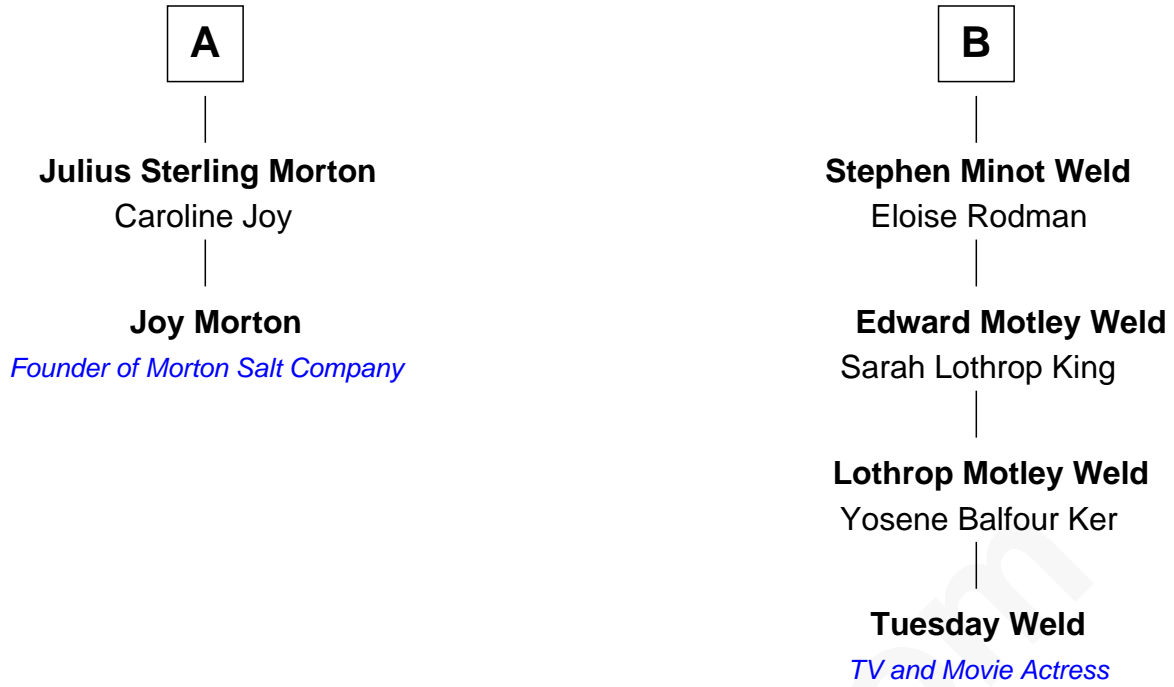 A
Julius Sterling Morton
Caroline Joy
Joy Morton
Founder of Morton Salt Company
B
Stephen Minot Weld
Eloise Rodman
Edward Motley Weld
Sarah Lothrop King
Lothrop Motley Weld
Yosene Balfour Ker
Tuesday Weld
TV and Movie Actress